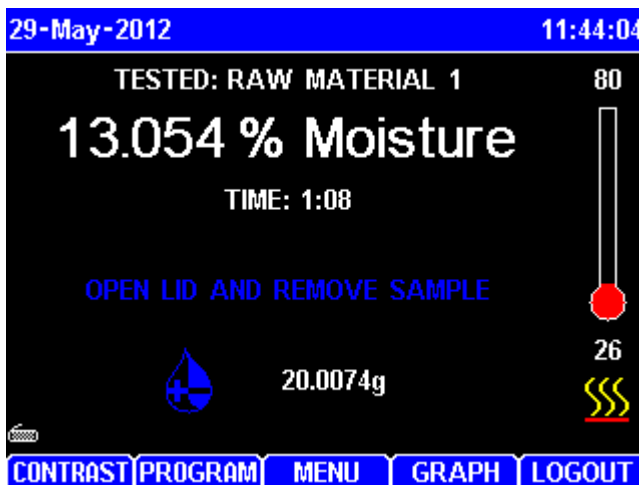 29-May-2012 11:44:04
TESTED: RAW MATERIAL 1 80
13.054 % Moisture
TIME: 1:08
OPEN LID AND REMOVE SAMPLE
20.0074g 26
CONTRAST PROGRAM MENU GRAPH LOGOUT